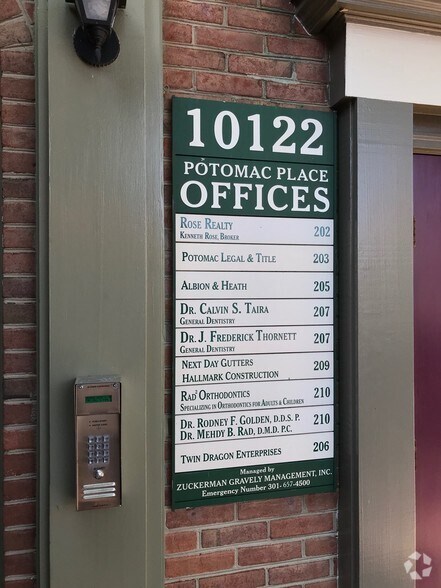 10122
POTOMAC PLACE
OFFICES
ROSE REALTY 202
KENNETH ROSE, BROKER
POTOMAC LEGAL & TITLE 203
ALBION & HEATH 205
DR. CALVIN S. TAIRA 207
GENERAL DENTISTRY
DR. J. FREDERICK THORNETT 207
GENERAL DENTISTRY
NEXT DAY GUTTERS
HALLMARK CONSTRUCTION 209
RAD ORTHODONTICS 210
SPECIALIZING IN ORTHODONTICS FOR ADULTS & CHILDREN
DR. RODNEY F. GOLDEN, D.D.S. P. 210
DR. MEHDY B. RAD, D.M.D. P.C.
TWIN DRAGON ENTERPRISES 206
Managed by
ZUCKERMAN GRAVELY MANAGEMENT, INC.
Emergency Number 301-657-4500